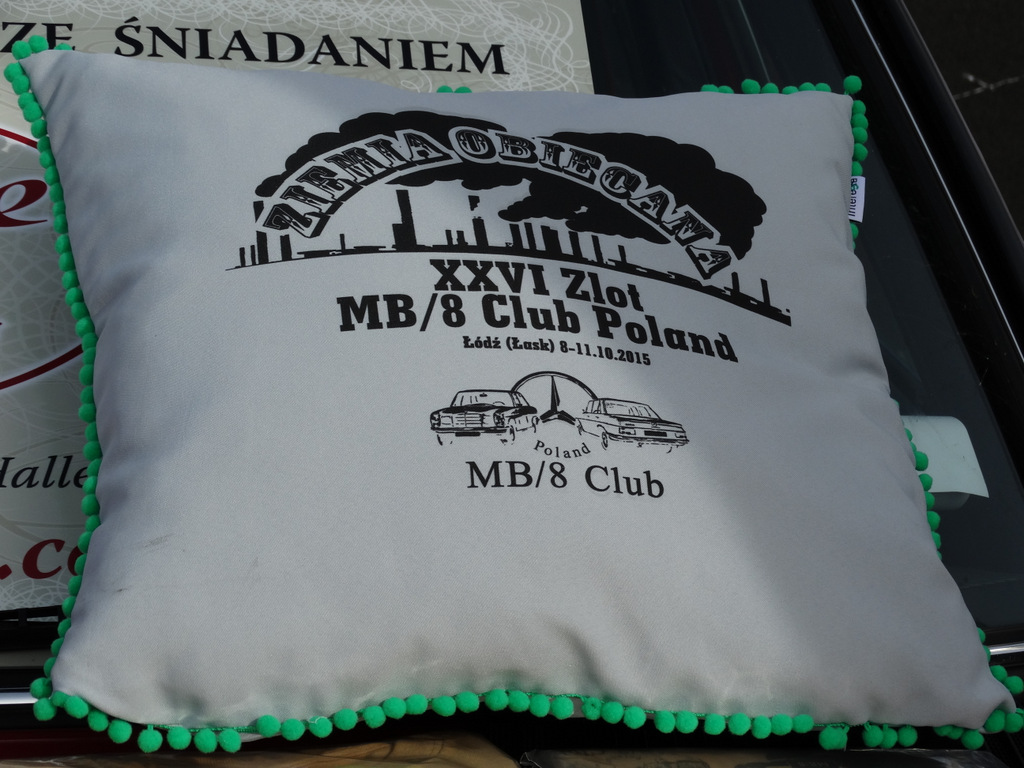 ZE ŚNIADANIEM
ZIEMIA OBIECANA
XXVI Zlot
MB/8 Club Poland
Łódź (Łask) 8-11.10.2015
Poland
MB/8 Club